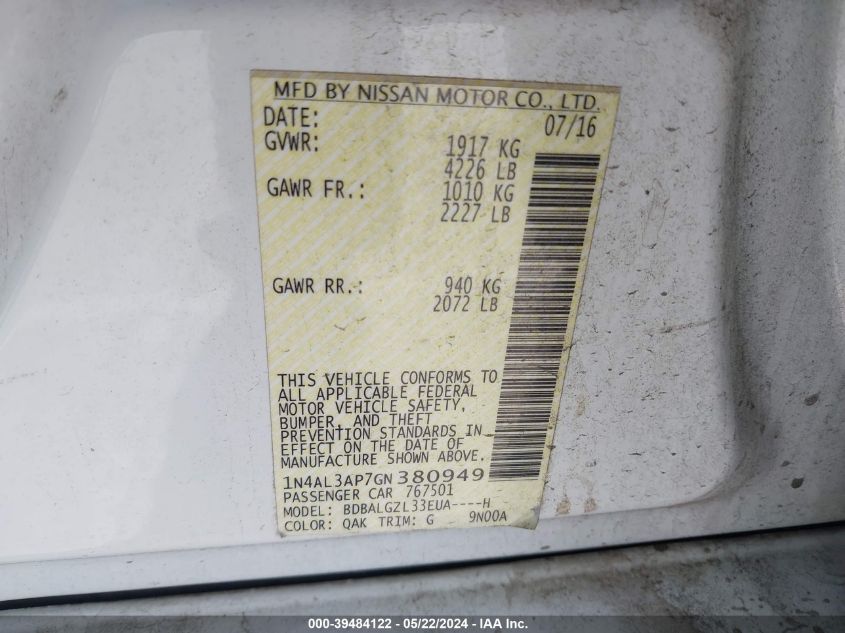 MFD BY NISSAN MOTOR CO., LTD.
DATE: 07/16
GVWR: 1917 KG
4226 LB
GAWR FR.: 1010 KG
2227 LB
GAWR RR.: 940 KG
2072 LB
THIS VEHICLE CONFORMS TO
ALL APPLICABLE FEDERAL
MOTOR VEHICLE SAFETY,
BUMPER, AND THEFT
PREVENTION STANDARDS IN
EFFECT ON THE DATE OF
MANUFACTURE SHOWN ABOVE.
1N4AL3AP7GN380949
PASSENGER CAR 767501
MODEL: BDBALGZL33EUA----H
COLOR: QAK TRIM: G 9N00A
000-39484122 - 05/22/2024 - IAA Inc.